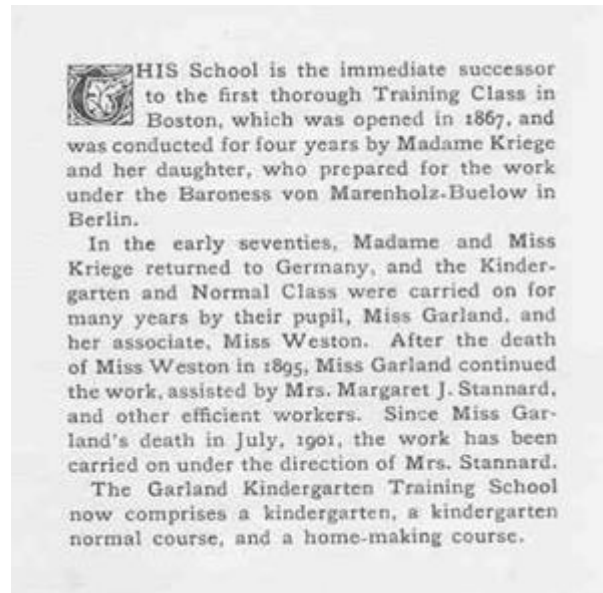 THIS School is the immediate successor
to the first thorough Training Class in
Boston, which was opened in 1867, and
was conducted for four years by Madame Kriege
and her daughter, who prepared for the work
under the Baroness von Marenholz-Buelow in
Berlin.
In the early seventies, Madame and Miss
Kriege returned to Germany, and the Kinder-
garten and Normal Class were carried on for
many years by their pupil, Miss Garland, and
her associate, Miss Weston. After the death
of Miss Weston in 1895, Miss Garland continued
the work, assisted by Mrs. Margaret J. Stannard,
and other efficient workers. Since Miss Gar-
land's death in July, 1901, the work has been
carried on under the direction of Mrs. Stannard.
The Garland Kindergarten Training School
now comprises a kindergarten, a kindergarten
normal course, and a home-making course.